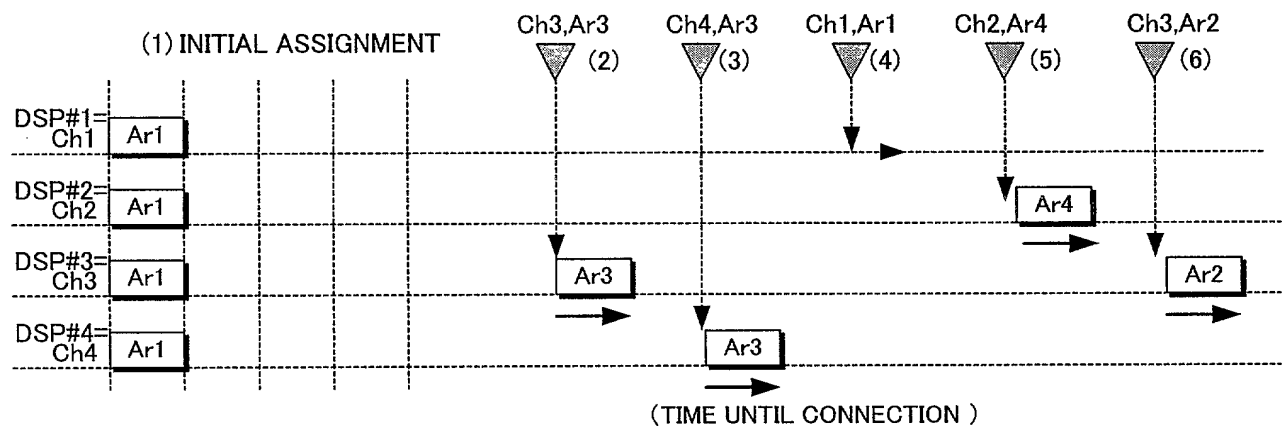 Ch3,Ar3 Ch4,Ar3 Ch1,Ar1 Ch2,Ar4 Ch3,Ar2
(1) INITIAL ASSIGNMENT (2) (3) (4) (5) (6)
DSP#1=
Ch1 Ar1
DSP#2=
Ch2 Ar1 Ar4
DSP#3=
Ch3 Ar1 Ar3 Ar2
DSP#4=
Ch4 Ar1 Ar3
(TIME UNTIL CONNECTION )